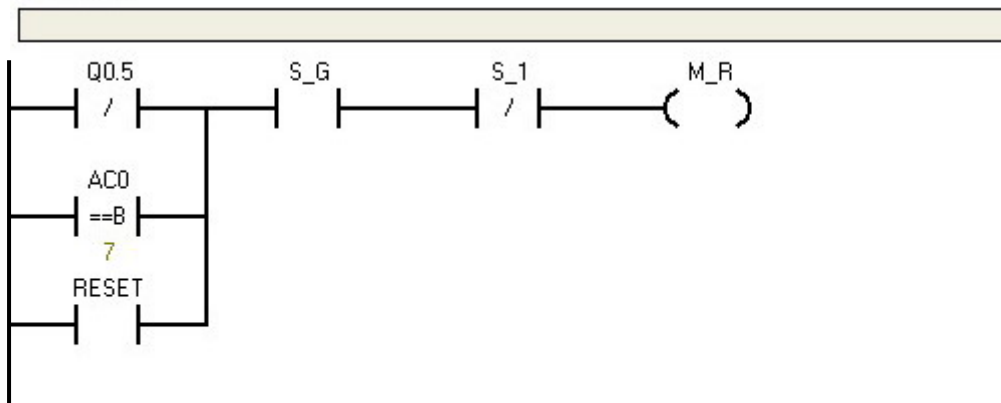 Q0.5 S_G S_1 M_R
/ /
AC0
==B
7
RESET